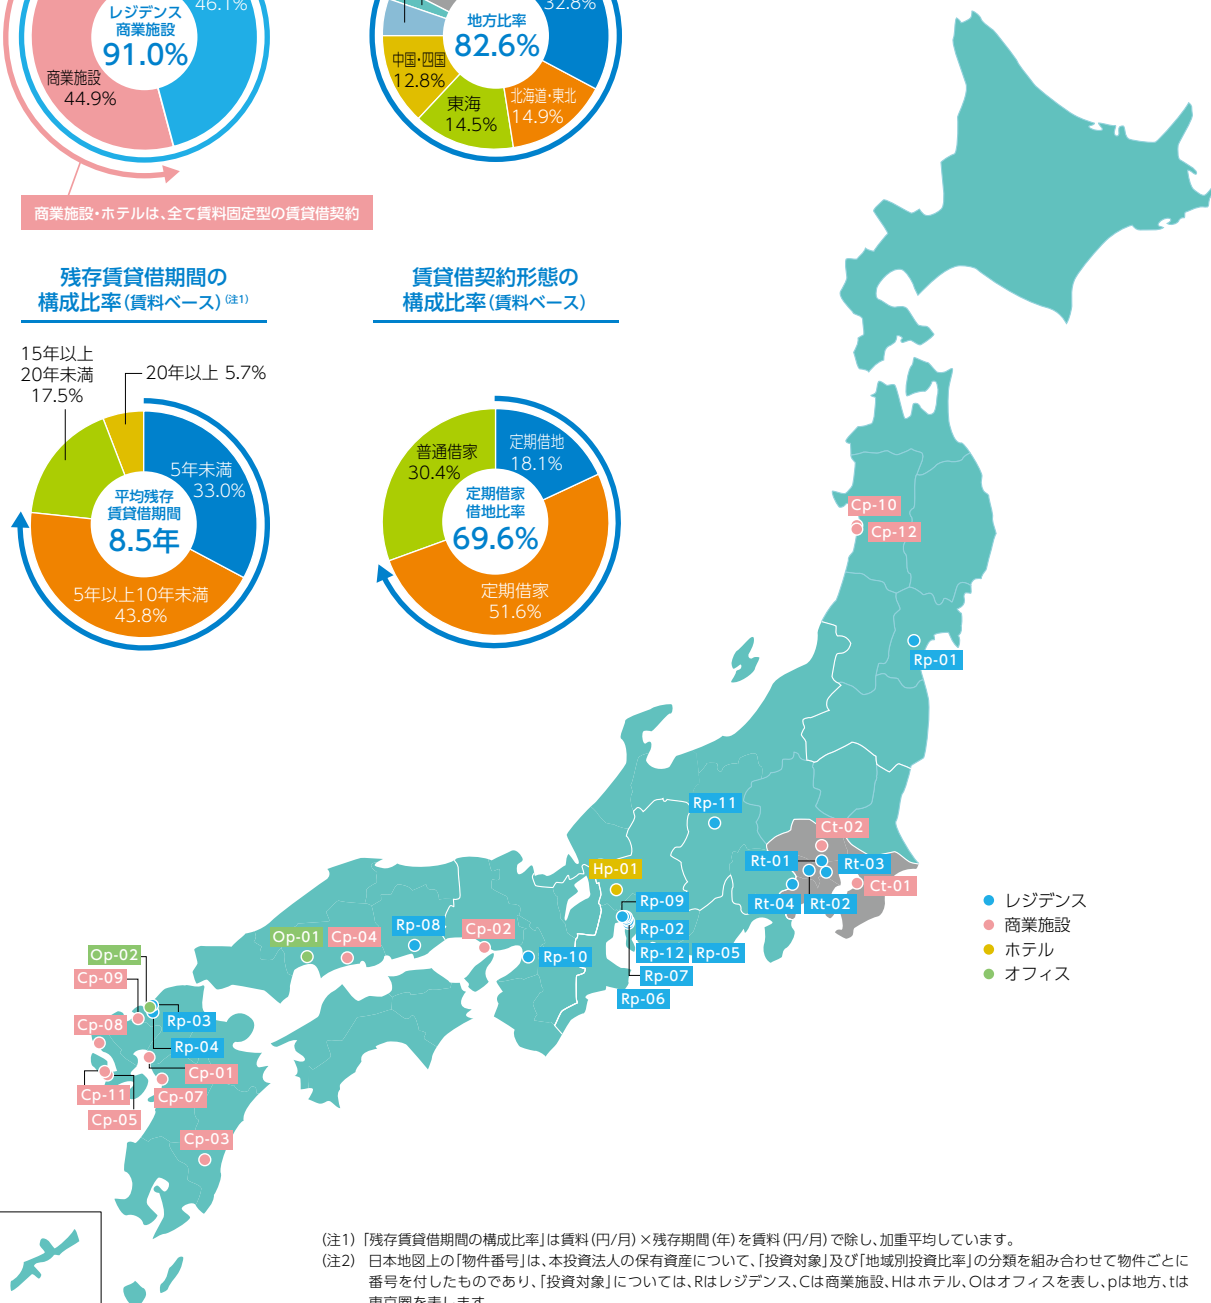 46.1%
レジデンス
商業施設
91.0%
商業施設
44.9%
32.8%
地方比率
82.6%
中国・四国
12.8%
東海
14.5%
北海道・東北
14.9%
商業施設・ホテルは、全て賃料固定型の賃貸借契約
残存賃貸借期間の
構成比率(賃料ベース)(注1)
賃貸借契約形態の
構成比率(賃料ベース)
15年以上
20年未満
17.5%
20年以上 5.7%
5年未満
33.0%
平均残存
賃貸借期間
8.5年
5年以上10年未満
43.8%
普通借家
30.4%
定期借地
18.1%
定期借家
借地比率
69.6%
定期借家
51.6%
Cp-10
Cp-12
Rp-01
Rp-11
Ct-02
Rt-01
Rt-03
Ct-01
Rt-04
Rt-02
Hp-01
Rp-09
Rp-02
Rp-12
Rp-05
Rp-07
Rp-06
Rp-08
Cp-02
Rp-10
Op-01
Cp-04
Op-02
Cp-09
Rp-03
Cp-08
Rp-04
Cp-01
Cp-11
Cp-07
Cp-05
Cp-03
レジデンス
商業施設
ホテル
オフィス
(注1)「残存賃貸借期間の構成比率」は賃料(円/月)×残存期間(年)を賃料(円/月)で除し、加重平均しています。
(注2) 日本地図上の「物件番号」は、本投資法人の保有資産について、「投資対象」及び「地域別投資比率」の分類を組み合わせて物件ごとに
番号を付したものであり、「投資対象」については、Rはレジデンス、Cは商業施設、Hはホテル、Oはオフィスを表し、pは地方、tは
東京圏を表します。